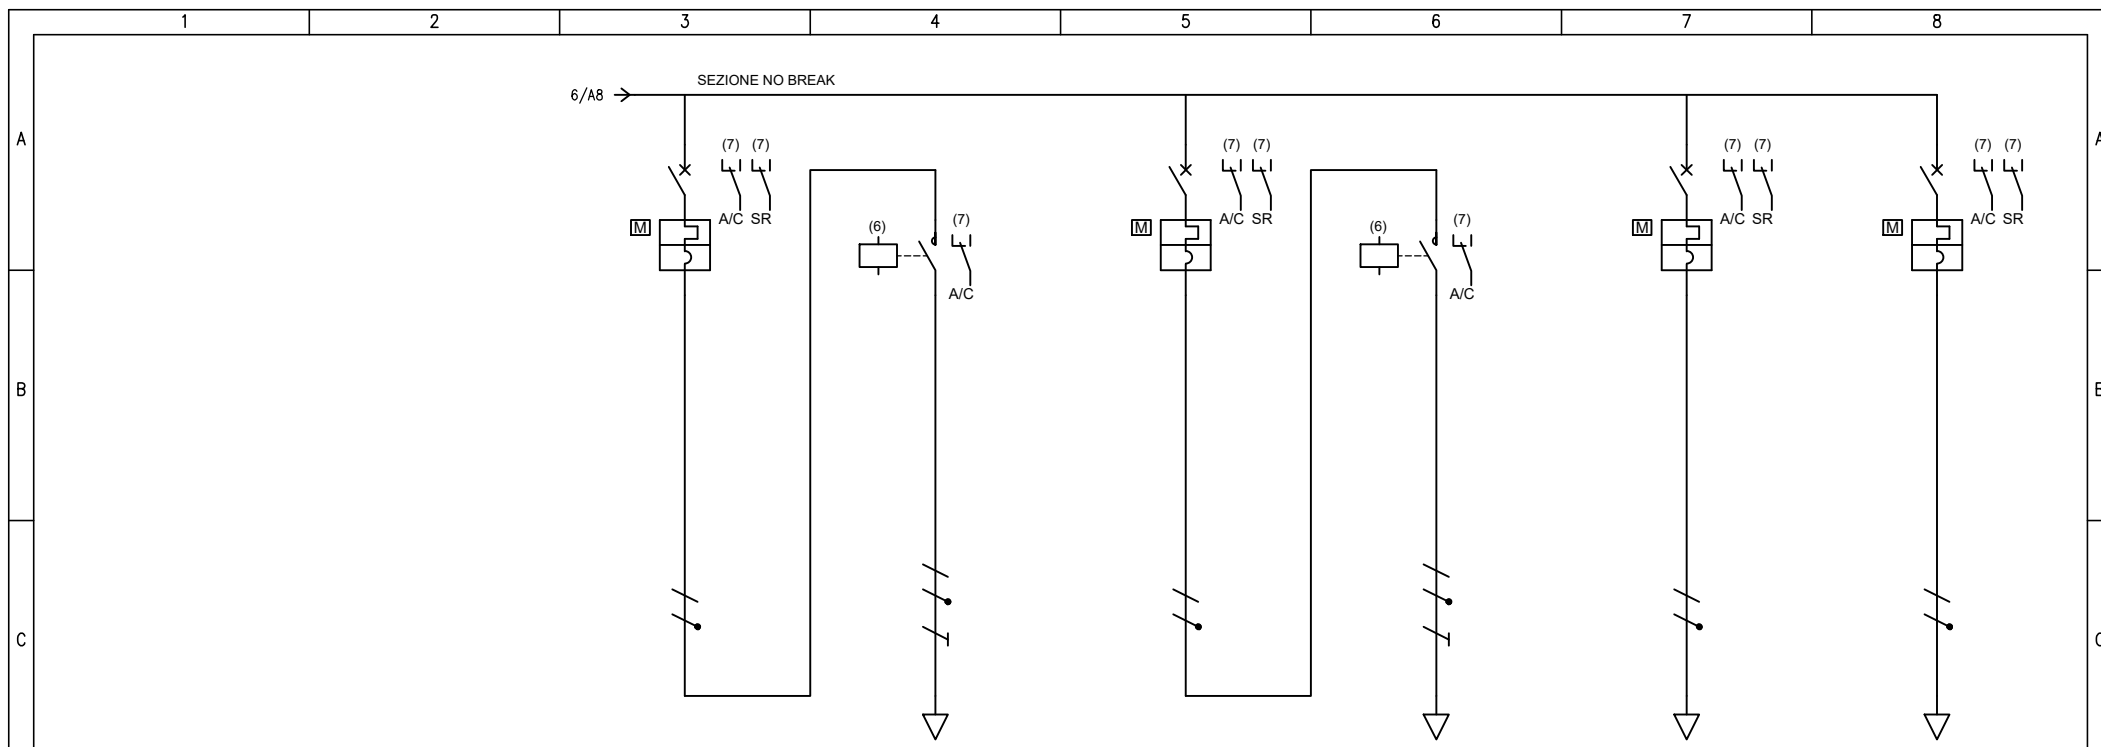 1 2 3 4 5 6 7 8
SEZIONE NO BREAK
6/A8
A A
(7) (7) (7) (7) (7) (7) (7) (7)
A/C SR A/C SR A/C SR A/C SR
M (6) (7) M (6) (7) M M
A/C A/C
B B
C C